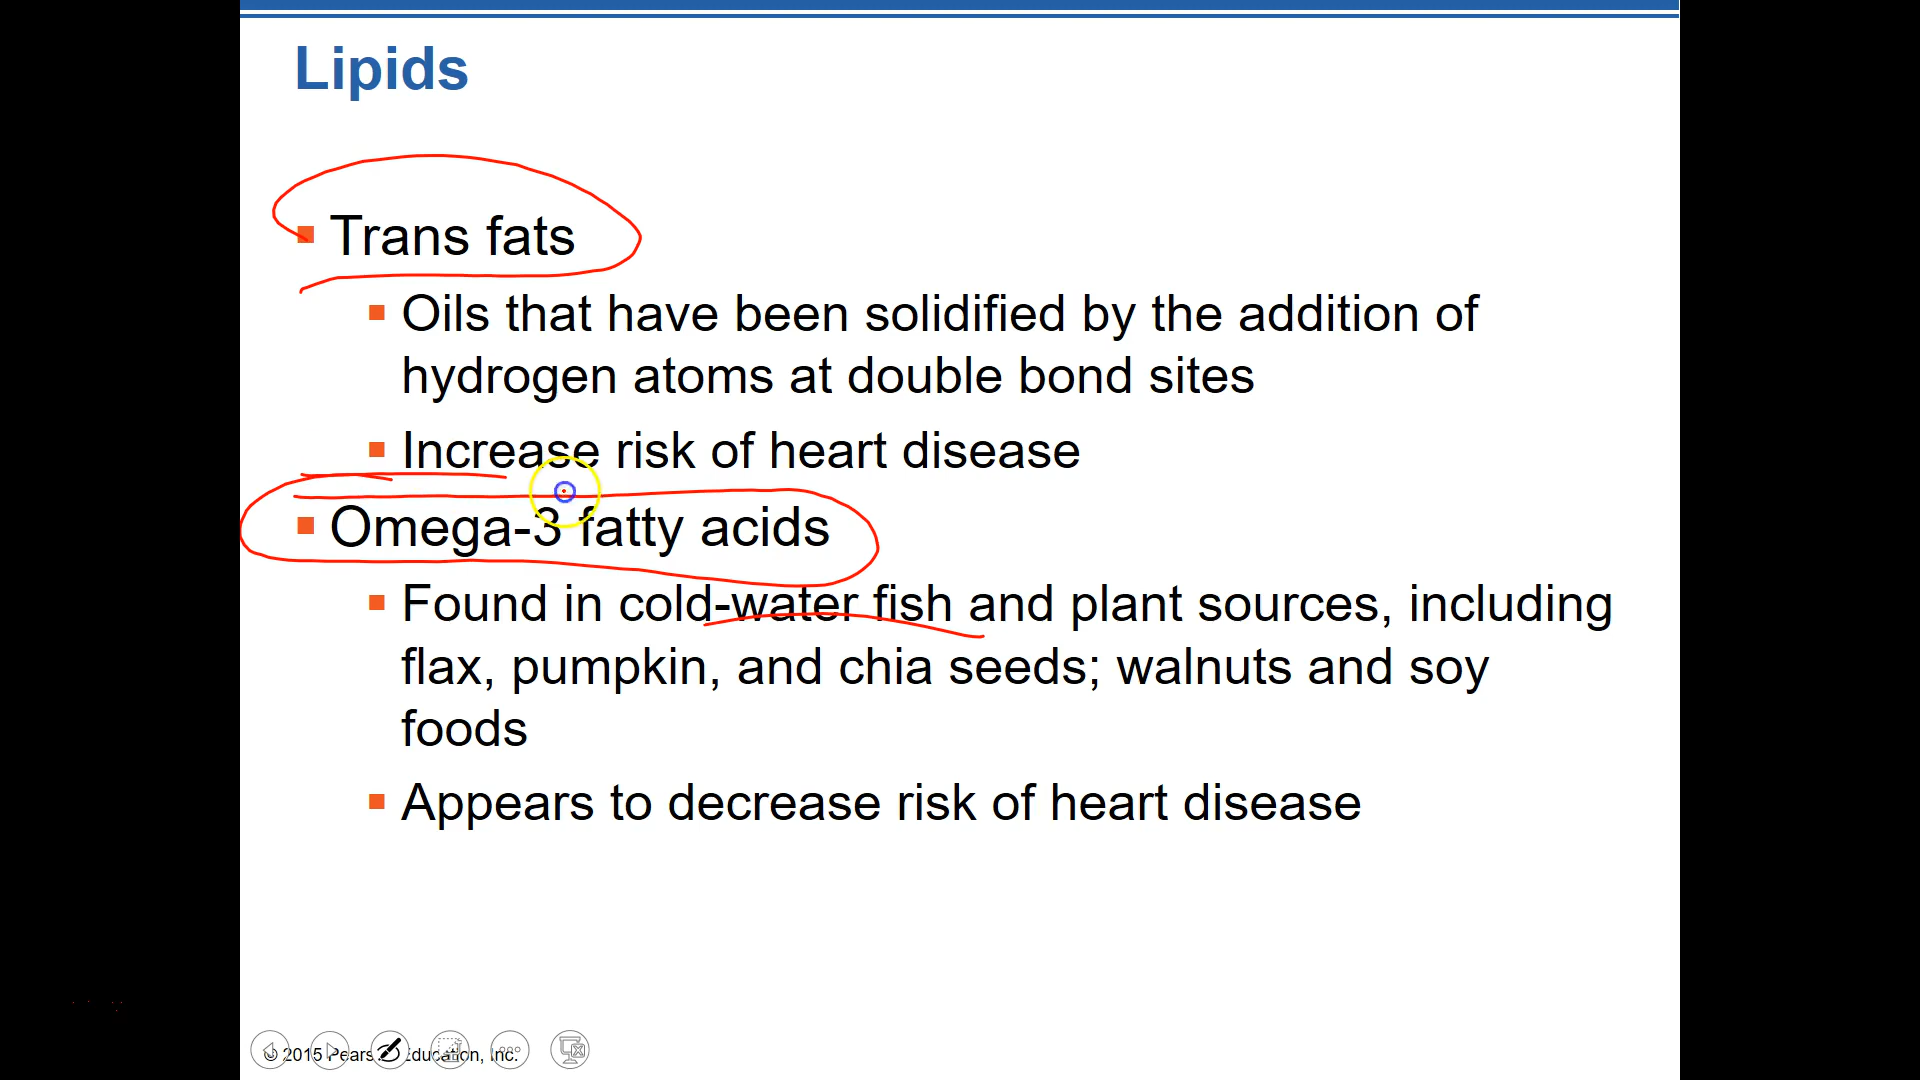 Lipids
Trans fats
Oils that have been solidified by the addition of
hydrogen atoms at double bond sites
Increase risk of heart disease
Omega-3 fatty acids
Found in cold-water fish and plant sources, including
flax, pumpkin, and chia seeds; walnuts and soy
foods
Appears to decrease risk of heart disease
© 2015 Pearson Education, Inc.